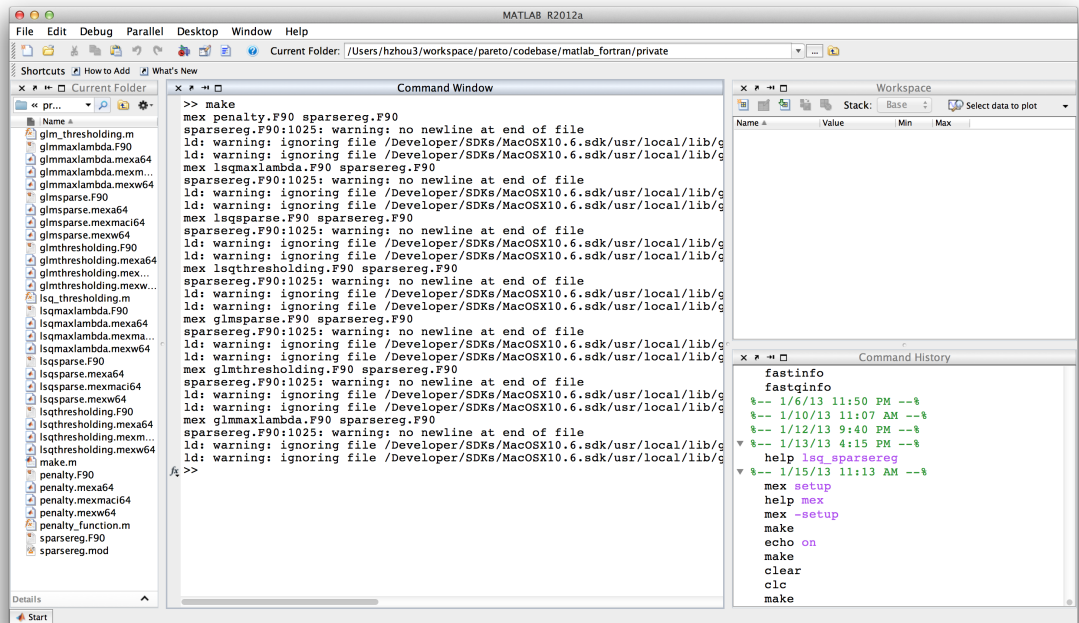 MATLAB R2012a
File Edit Debug Parallel Desktop Window Help
Current Folder: /Users/hzhou3/workspace/pareto/codebase/matlab_fortran/private
Shortcuts How to Add What's New
Current Folder
« pr...
Name
glm_thresholding.m
glmmaxlambda.F90
glmmaxlambda.mexa64
glmmaxlambda.mexm...
glmmaxlambda.mexw64
glmsparse.F90
glmsparse.mexa64
glmsparse.mexmaci64
glmsparse.mexw64
glmthresholding.F90
glmthresholding.mexa64
glmthresholding.mex...
glmthresholding.mexw...
lsq_thresholding.m
lsqmaxlambda.F90
lsqmaxlambda.mexa64
lsqmaxlambda.mexma...
lsqmaxlambda.mexw64
lsqsparse.F90
lsqsparse.mexa64
lsqsparse.mexmaci64
lsqsparse.mexw64
lsqthresholding.F90
lsqthresholding.mexa64
lsqthresholding.mexm...
lsqthresholding.mexw64
make.m
penalty.F90
penalty.mexa64
penalty.mexmaci64
penalty.mexw64
penalty_function.m
sparsereg.F90
sparsereg.mod
Details
Start
Command Window
>> make
mex penalty.F90 sparsereg.F90
sparsereg.F90:1025: warning: no newline at end of file
ld: warning: ignoring file /Developer/SDKs/MacOSX10.6.sdk/usr/local/lib/g
ld: warning: ignoring file /Developer/SDKs/MacOSX10.6.sdk/usr/local/lib/g
mex lsqmaxlambda.F90 sparsereg.F90
sparsereg.F90:1025: warning: no newline at end of file
ld: warning: ignoring file /Developer/SDKs/MacOSX10.6.sdk/usr/local/lib/g
ld: warning: ignoring file /Developer/SDKs/MacOSX10.6.sdk/usr/local/lib/g
mex lsqsparse.F90 sparsereg.F90
sparsereg.F90:1025: warning: no newline at end of file
ld: warning: ignoring file /Developer/SDKs/MacOSX10.6.sdk/usr/local/lib/g
ld: warning: ignoring file /Developer/SDKs/MacOSX10.6.sdk/usr/local/lib/g
mex lsqthresholding.F90 sparsereg.F90
sparsereg.F90:1025: warning: no newline at end of file
ld: warning: ignoring file /Developer/SDKs/MacOSX10.6.sdk/usr/local/lib/g
ld: warning: ignoring file /Developer/SDKs/MacOSX10.6.sdk/usr/local/lib/g
mex glmsparse.F90 sparsereg.F90
sparsereg.F90:1025: warning: no newline at end of file
ld: warning: ignoring file /Developer/SDKs/MacOSX10.6.sdk/usr/local/lib/g
ld: warning: ignoring file /Developer/SDKs/MacOSX10.6.sdk/usr/local/lib/g
mex glmthresholding.F90 sparsereg.F90
sparsereg.F90:1025: warning: no newline at end of file
ld: warning: ignoring file /Developer/SDKs/MacOSX10.6.sdk/usr/local/lib/g
ld: warning: ignoring file /Developer/SDKs/MacOSX10.6.sdk/usr/local/lib/g
mex glmmaxlambda.F90 sparsereg.F90
sparsereg.F90:1025: warning: no newline at end of file
ld: warning: ignoring file /Developer/SDKs/MacOSX10.6.sdk/usr/local/lib/g
ld: warning: ignoring file /Developer/SDKs/MacOSX10.6.sdk/usr/local/lib/g
fx >>
Workspace
Stack: Base Select data to plot
Name Value Min Max
Command History
fastinfo
fastqinfo
%-- 1/6/13 11:50 PM --%
%-- 1/10/13 11:07 AM --%
%-- 1/12/13 9:40 PM --%
%-- 1/13/13 4:15 PM --%
help lsq_sparsereg
%-- 1/15/13 11:13 AM --%
mex setup
help mex
mex -setup
make
echo on
make
clear
clc
make